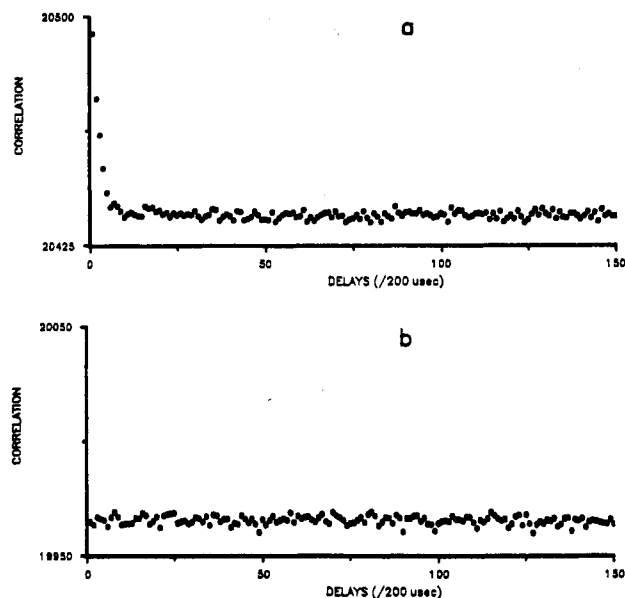 a
20500
CORRELATION
20425
0
50
100
150
DELAYS (/200 usec)
b
20050
CORRELATION
19950
0
50
100
150
DELAYS (/200 usec)